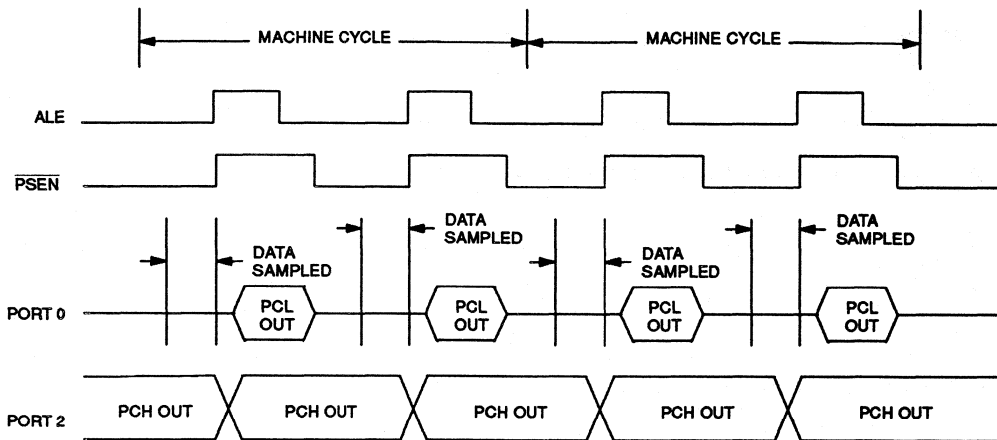 MACHINE CYCLE MACHINE CYCLE
ALE
PSEN
DATA
SAMPLED
DATA
SAMPLED
DATA
SAMPLED
DATA
SAMPLED
PORT 0
PCL
OUT
PCL
OUT
PCL
OUT
PCL
OUT
PORT 2
PCH OUT PCH OUT PCH OUT PCH OUT PCH OUT